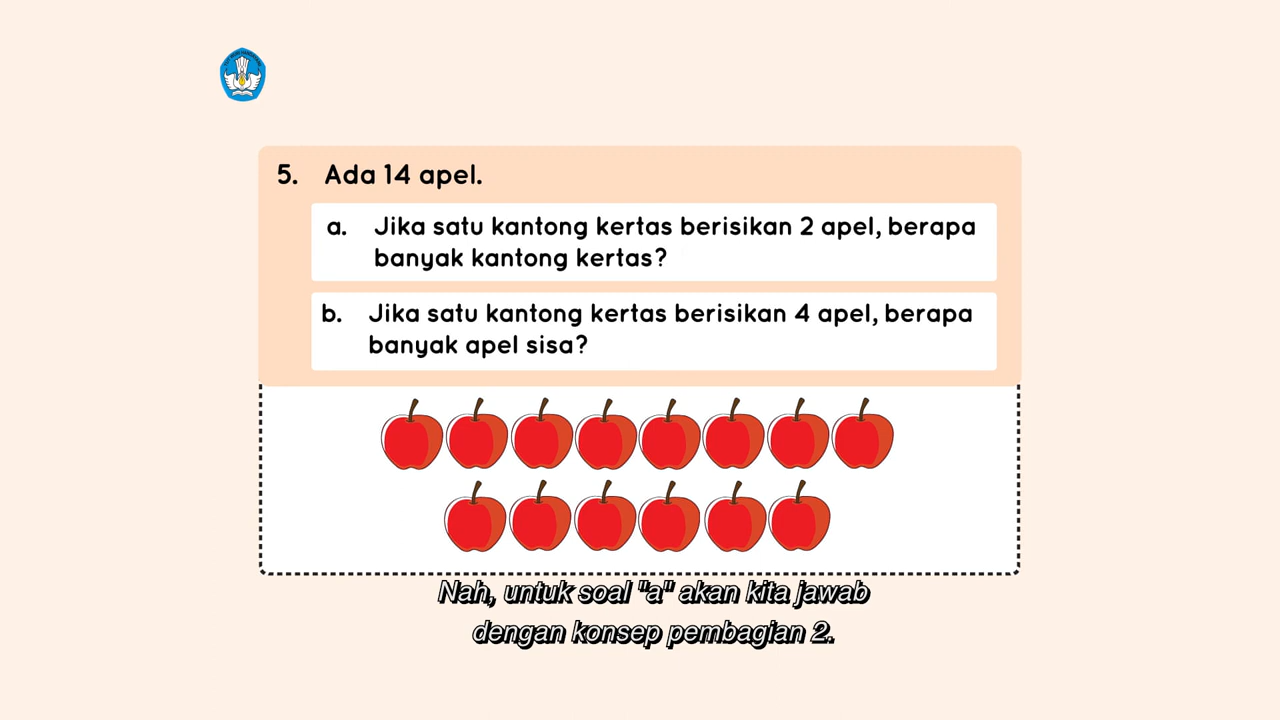 5. Ada 14 apel.
a. Jika satu kantong kertas berisikan 2 apel, berapa
banyak kantong kertas?
b. Jika satu kantong kertas berisikan 4 apel, berapa
banyak apel sisa?
Nah, untuk soal "a" akan kita jawab
dengan konsep pembagian 2.